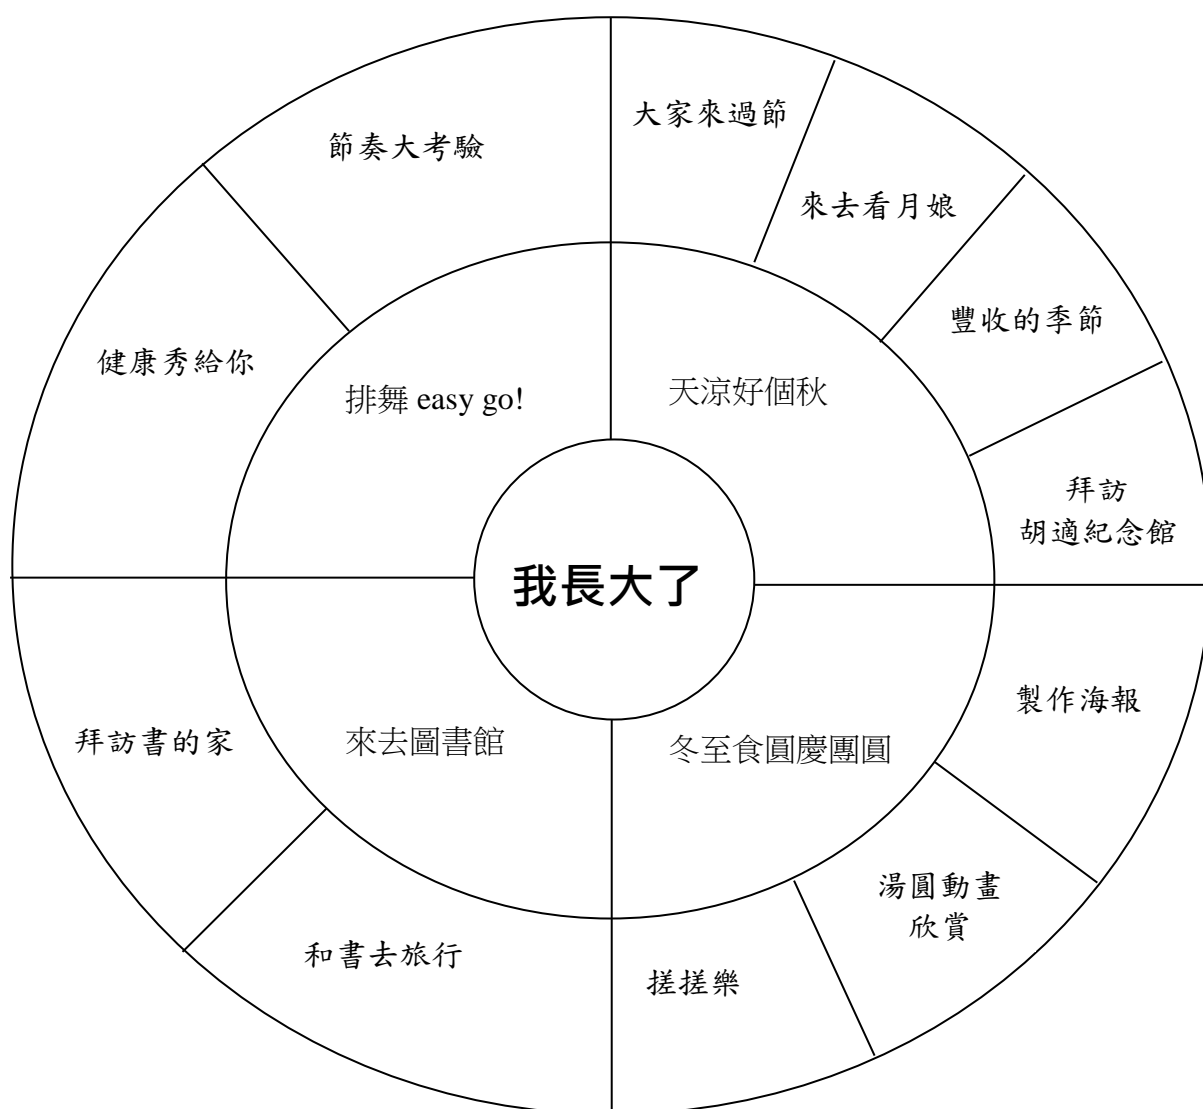 大家來過節
節奏大考驗
來去看月娘
豐收的季節
健康秀給你
排舞 easy go!
天涼好個秋
拜訪
胡適紀念館
我長大了
製作海報
拜訪書的家
來去圖書館
冬至食圓慶團圓
湯圓動畫
欣賞
和書去旅行
搓搓樂